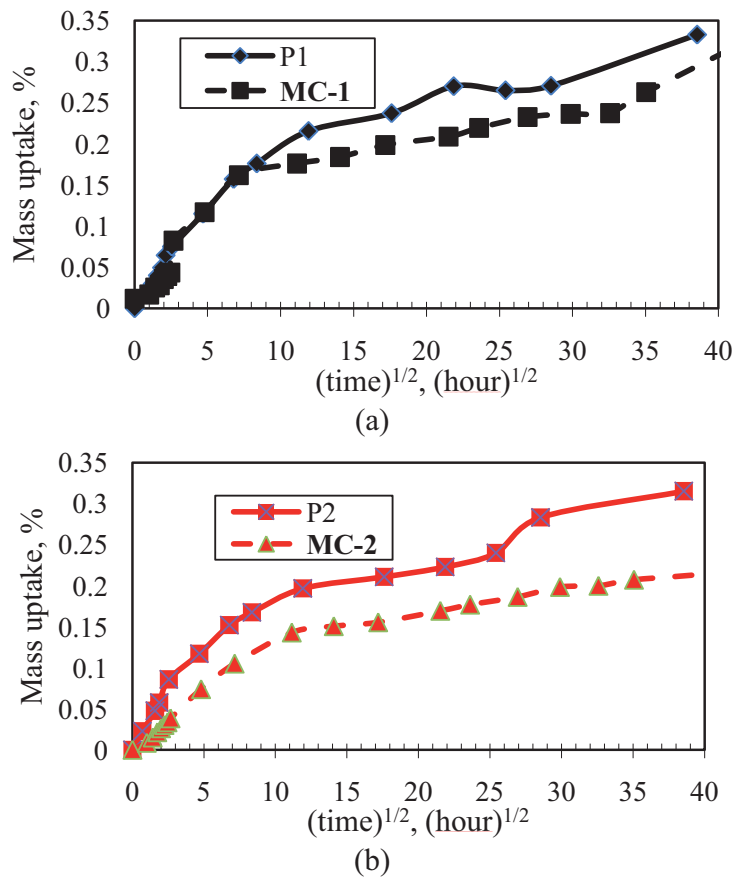 0.35
0.3
0.25
0.2
0.15
0.1
0.05
0
Mass uptake, %
P1
MC-1
0 5 10 15 20 25 30 35 40
(time)^{1/2}, (hour)^{1/2}
(a)
0.35
0.3
0.25
0.2
0.15
0.1
0.05
0
Mass uptake, %
P2
MC-2
0 5 10 15 20 25 30 35 40
(time)^{1/2}, (hour)^{1/2}
(b)